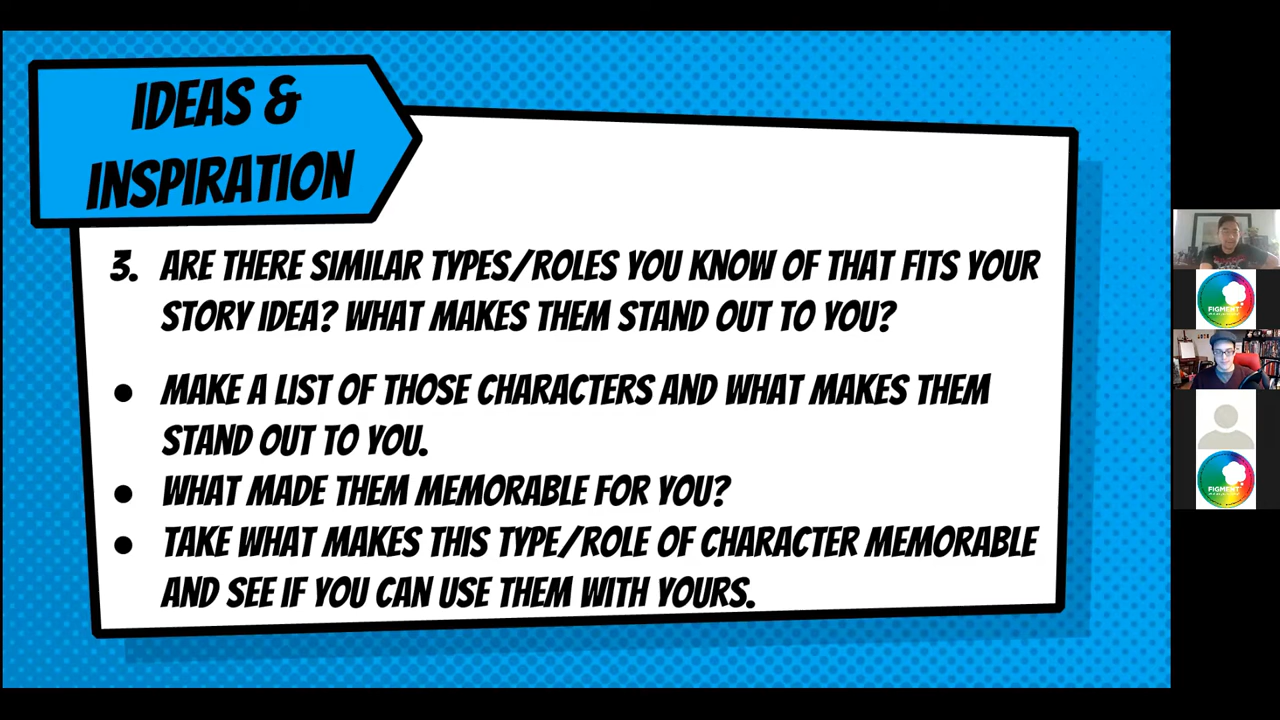 IDEAS &
INSPIRATION
3. ARE THERE SIMILAR TYPES/ROLES YOU KNOW OF THAT FITS YOUR
STORY IDEA? WHAT MAKES THEM STAND OUT TO YOU?
● MAKE A LIST OF THOSE CHARACTERS AND WHAT MAKES THEM
STAND OUT TO YOU.
● WHAT MADE THEM MEMORABLE FOR YOU?
● TAKE WHAT MAKES THIS TYPE/ROLE OF CHARACTER MEMORABLE
AND SEE IF YOU CAN USE THEM WITH YOURS.
FIGMENT
FIGMENT